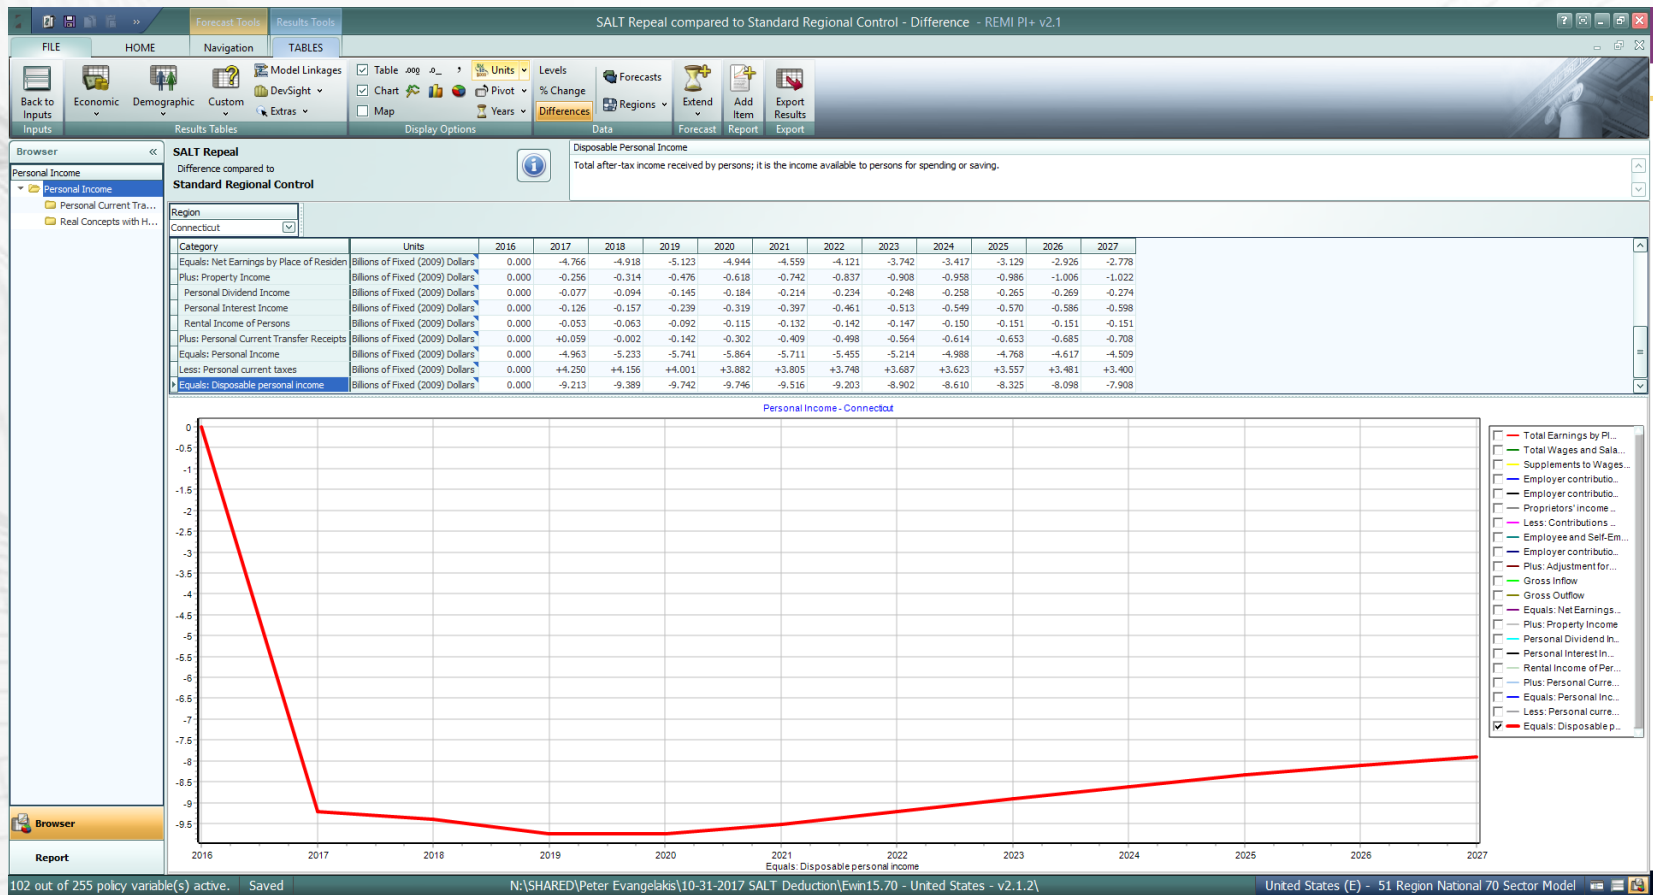 Forecast Tools Results Tools SALT Repeal compared to Standard Regional Control - Difference - REMI PI+ v2.1
FILE HOME Navigation TABLES
Back to Inputs
Economic
Demographic
Custom
Model Linkages
DevSight
Extras
Table
Chart
Map
Units
Pivot
Years
Levels
% Change
Differences
Forecasts
Regions
Extend
Add Item
Export Results
Inputs Results Tables Display Options Data Forecast Report Export
Browser «
Personal Income
Personal Income
Personal Current Tra...
Real Concepts with H...
SALT Repeal
Difference compared to
Standard Regional Control
Disposable Personal Income
Total after-tax income received by persons; it is the income available to persons for spending or saving.
Region
Connecticut
Category Units 2016 2017 2018 2019 2020 2021 2022 2023 2024 2025 2026 2027
Equals: Net Earnings by Place of Residen Billions of Fixed (2009) Dollars 0.000 -4.766 -4.918 -5.123 -4.944 -4.559 -4.121 -3.742 -3.417 -3.129 -2.926 -2.778
Plus: Property Income Billions of Fixed (2009) Dollars 0.000 -0.256 -0.314 -0.476 -0.618 -0.742 -0.837 -0.908 -0.958 -0.986 -1.006 -1.022
Personal Dividend Income Billions of Fixed (2009) Dollars 0.000 -0.077 -0.094 -0.145 -0.184 -0.214 -0.234 -0.248 -0.258 -0.265 -0.269 -0.274
Personal Interest Income Billions of Fixed (2009) Dollars 0.000 -0.126 -0.157 -0.239 -0.319 -0.397 -0.461 -0.513 -0.549 -0.570 -0.586 -0.598
Rental Income of Persons Billions of Fixed (2009) Dollars 0.000 -0.053 -0.063 -0.092 -0.115 -0.132 -0.142 -0.147 -0.150 -0.151 -0.151 -0.151
Plus: Personal Current Transfer Receipts Billions of Fixed (2009) Dollars 0.000 +0.059 -0.002 -0.142 -0.302 -0.409 -0.498 -0.564 -0.614 -0.653 -0.685 -0.708
Equals: Personal Income Billions of Fixed (2009) Dollars 0.000 -4.963 -5.233 -5.741 -5.864 -5.711 -5.455 -5.214 -4.988 -4.768 -4.617 -4.509
Less: Personal current taxes Billions of Fixed (2009) Dollars 0.000 +4.250 +4.156 +4.001 +3.882 +3.805 +3.748 +3.687 +3.623 +3.557 +3.481 +3.400
Equals: Disposable personal income Billions of Fixed (2009) Dollars 0.000 -9.213 -9.389 -9.742 -9.746 -9.516 -9.203 -8.902 -8.610 -8.325 -8.098 -7.908
Personal Income - Connecticut
0
-0.5
-1
-1.5
-2
-2.5
-3
-3.5
-4
-4.5
-5
-5.5
-6
-6.5
-7
-7.5
-8
-8.5
-9
-9.5
2016 2017 2018 2019 2020 2021 2022 2023 2024 2025 2026 2027
Equals: Disposable personal income
Total Earnings by Pl...
Total Wages and Sala...
Supplements to Wages...
Employer contributio...
Employer contributio...
Proprietors' income ...
Less: Contributions ...
Employee and Self-Em...
Employer contributio...
Plus: Adjustment for...
Gross Inflow
Gross Outflow
Equals: Net Earnings...
Plus: Property Income
Personal Dividend In...
Personal Interest In...
Rental Income of Per...
Plus: Personal Curre...
Equals: Personal Inc...
Less: Personal curre...
Equals: Disposable p...
Browser
Report
102 out of 255 policy variable(s) active. Saved N:\SHARED\Peter Evangelakis\10-31-2017 SALT Deduction\Ewin15.70 - United States - v2.1.2\ United States (E) - 51 Region National 70 Sector Model